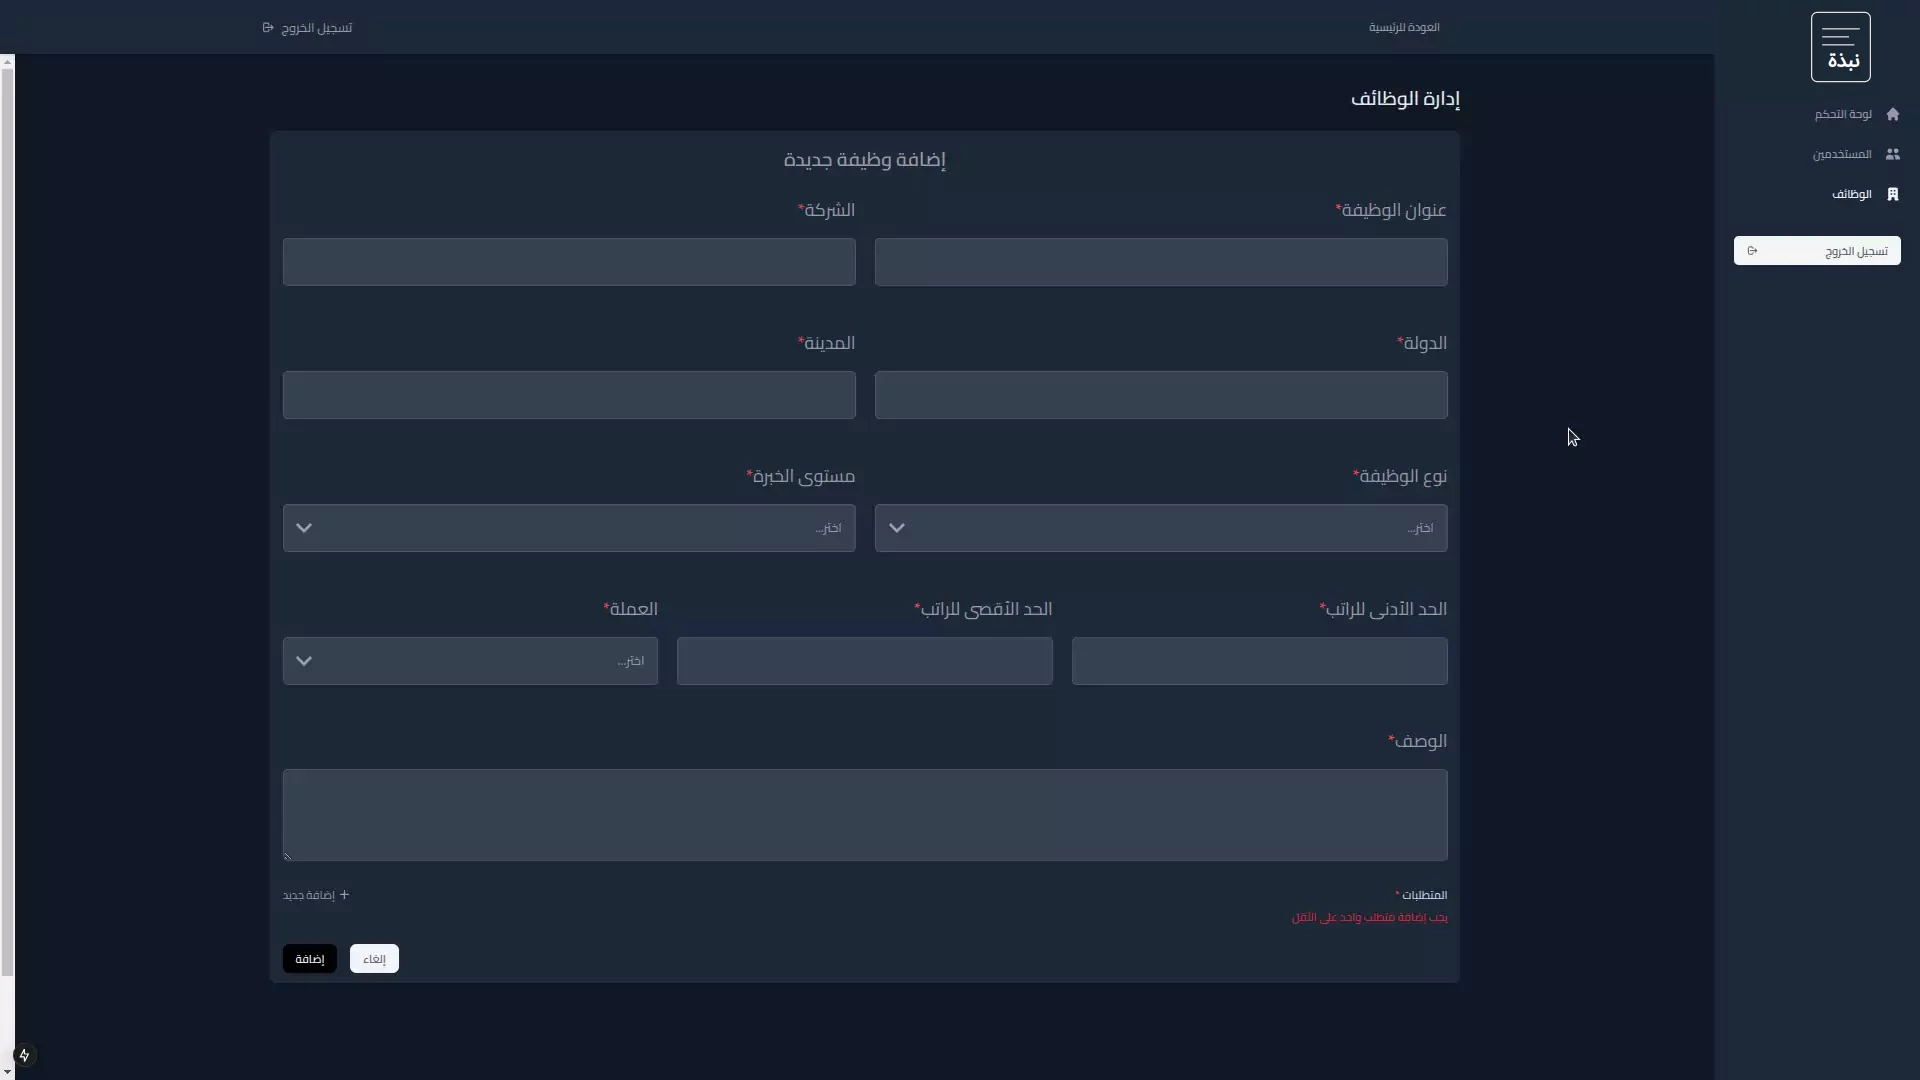 نبذة
لوحة التحكم
المستخدمين
الوظائف
تسجيل الخروج
العودة للرئيسية
تسجيل الخروج
إدارة الوظائف
إضافة وظيفة جديدة
عنوان الوظيفة*
الشركة*
الدولة*
المدينة*
نوع الوظيفة*
مستوى الخبرة*
اختر...
اختر...
الحد الأدنى للراتب*
الحد الأقصى للراتب*
العملة*
اختر...
الوصف*
المتطلبات *
إضافة جديد
يجب إضافة متطلب واحد على الأقل
إلغاء
إضافة